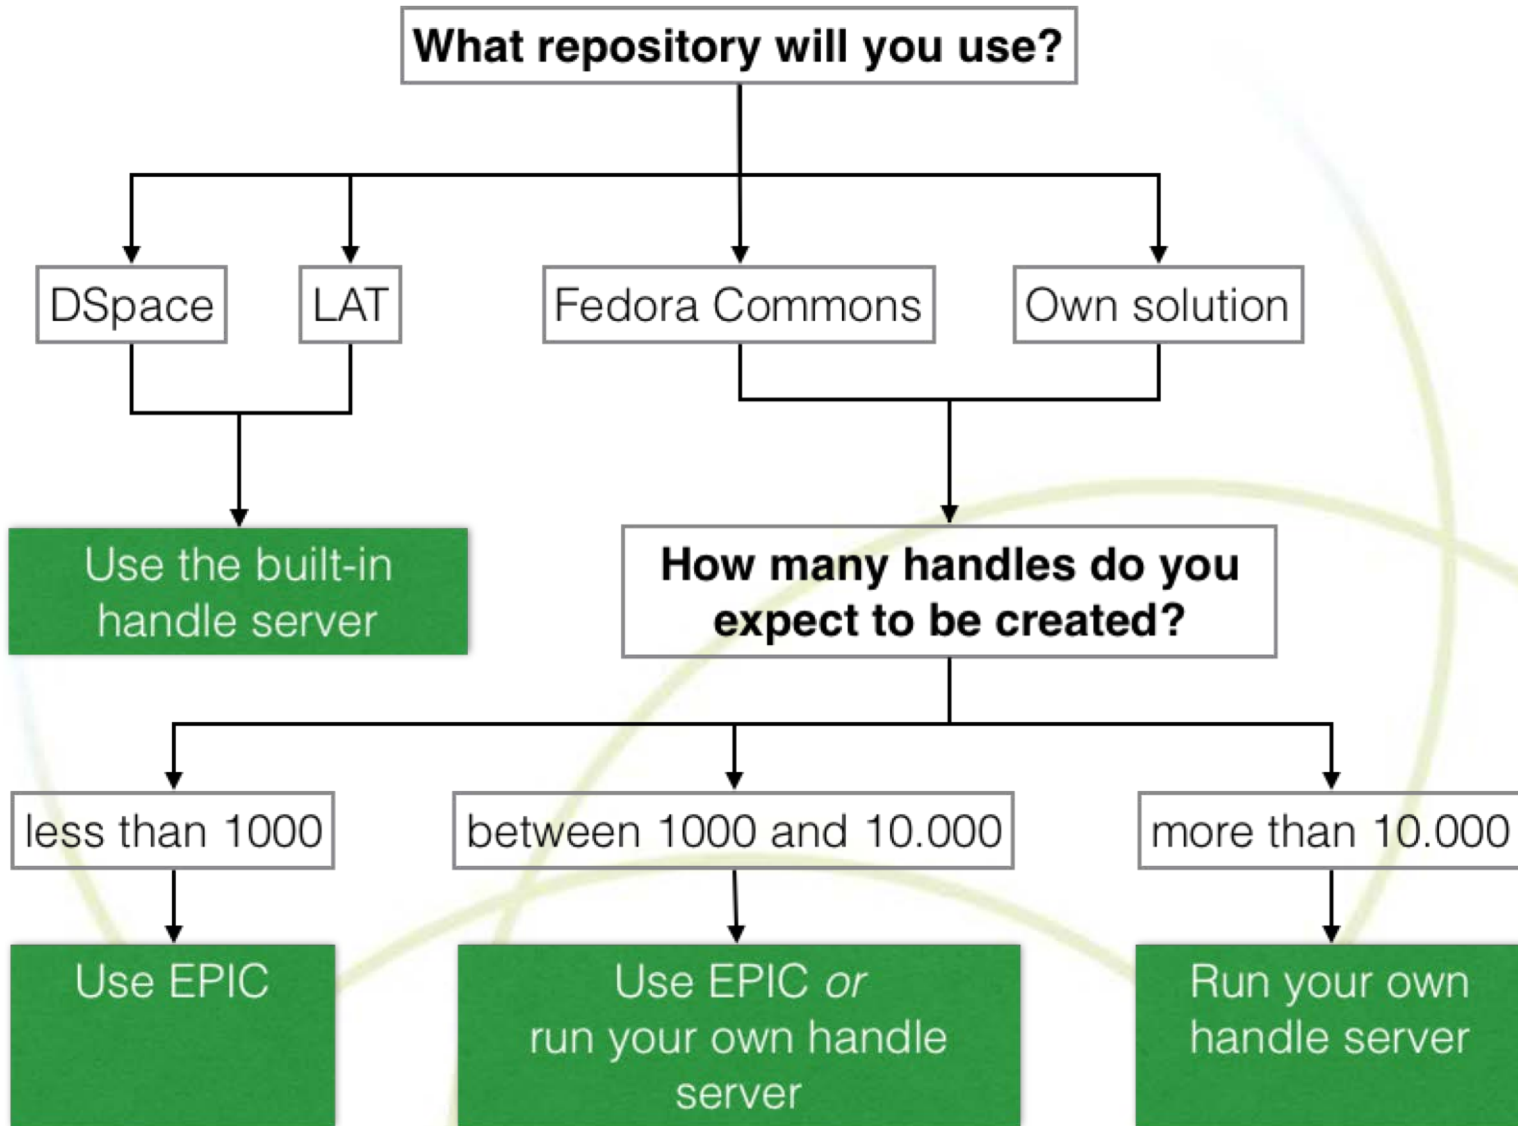 What repository will you use?
DSpace
LAT
Fedora Commons
Own solution
Use the built-in
handle server
How many handles do you
expect to be created?
less than 1000
between 1000 and 10.000
more than 10.000
Use EPIC
Use EPIC or
run your own handle
server
Run your own
handle server